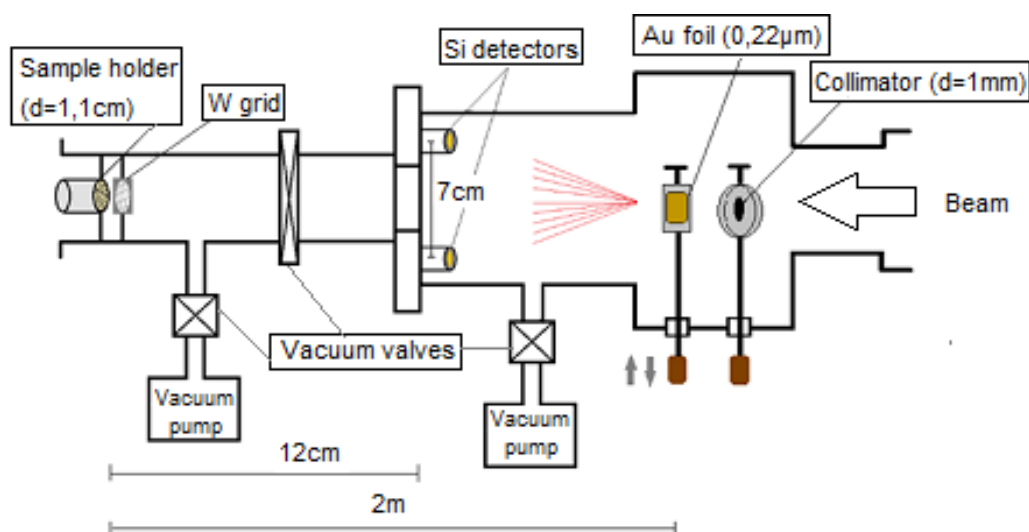 Sample holder
(d=1,1cm)
W grid
Si detectors
Au foil (0,22µm)
Collimator (d=1mm)
7cm
Beam
Vacuum valves
Vacuum
pump
Vacuum
pump
12cm
2m